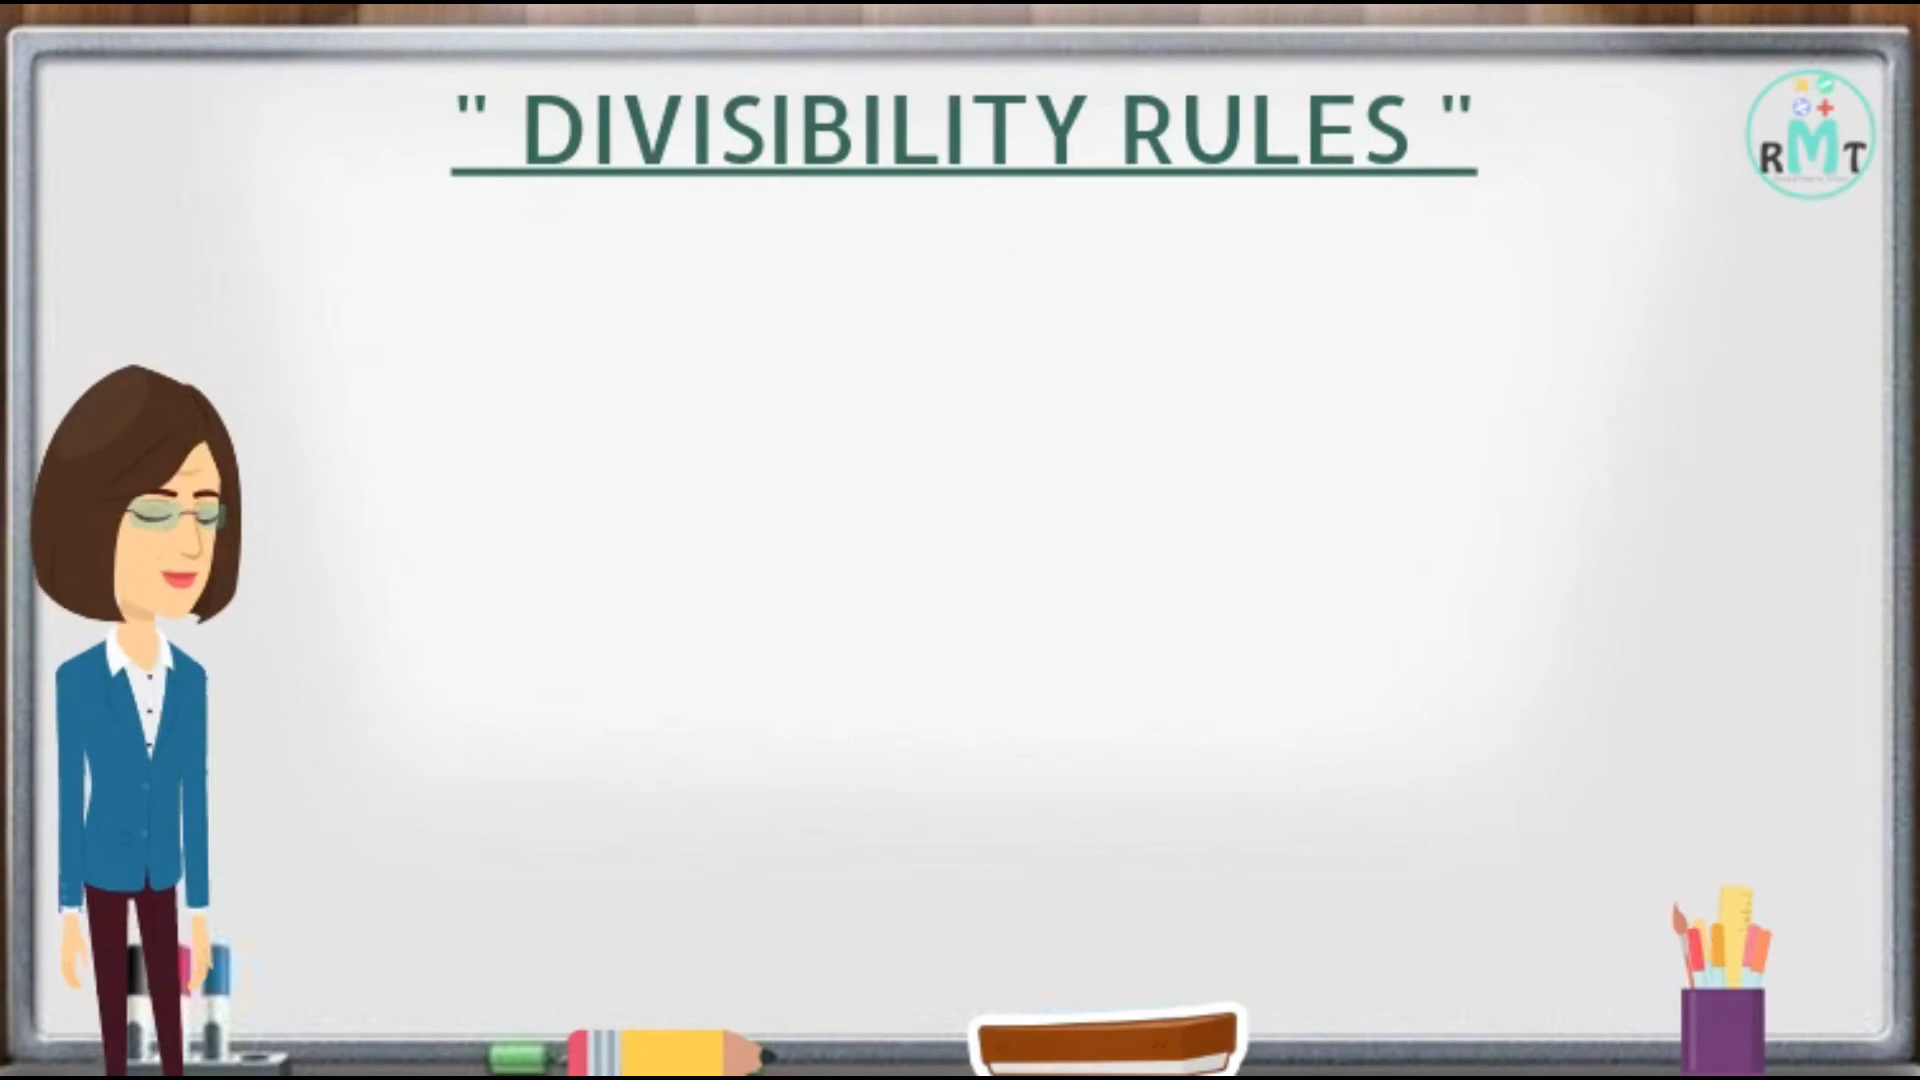 " DIVISIBILITY RULES "
RMT